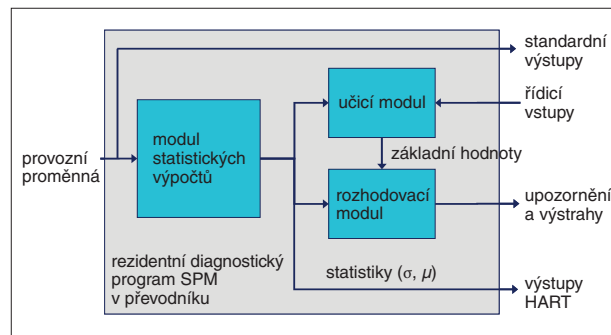 standardní
výstupy
učicí modul
řídicí
vstupy
modul
statistických
výpočtů
provozní
proměnná
základní hodnoty
rozhodovací
modul
upozornění
a výstrahy
rezidentní diagnostický
program SPM
v převodníku
statistiky (σ, μ)
výstupy
HART